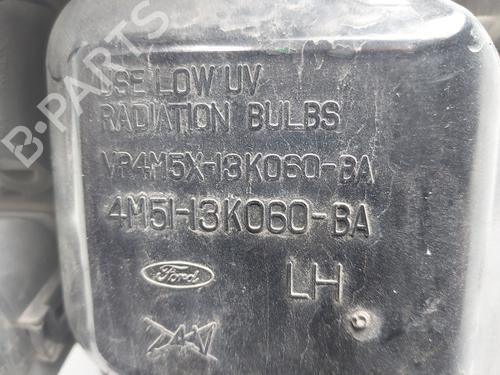 USE LOW UV
RADIATION BULBS
VP4M5X-13K060-BA
4M51-13K060-BA
Ford
LH
B-PARTS